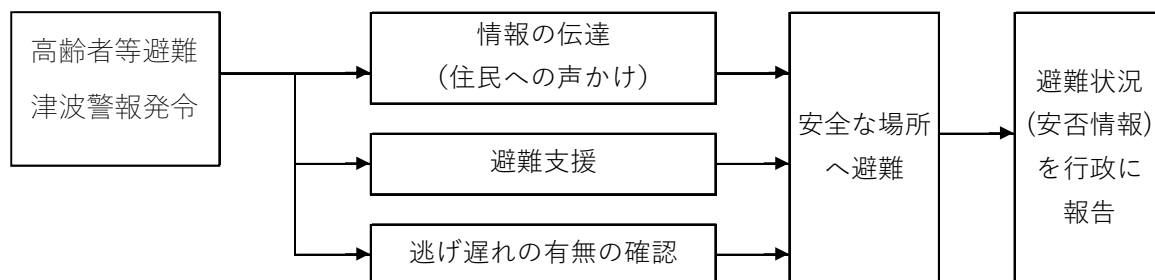 高齢者等避難
津波警報発令
情報の伝達
(住民への声かけ)
避難支援
逃げ遅れの有無の確認
安全な場所
へ避難
避難状況
(安否情報)
を行政に
報告